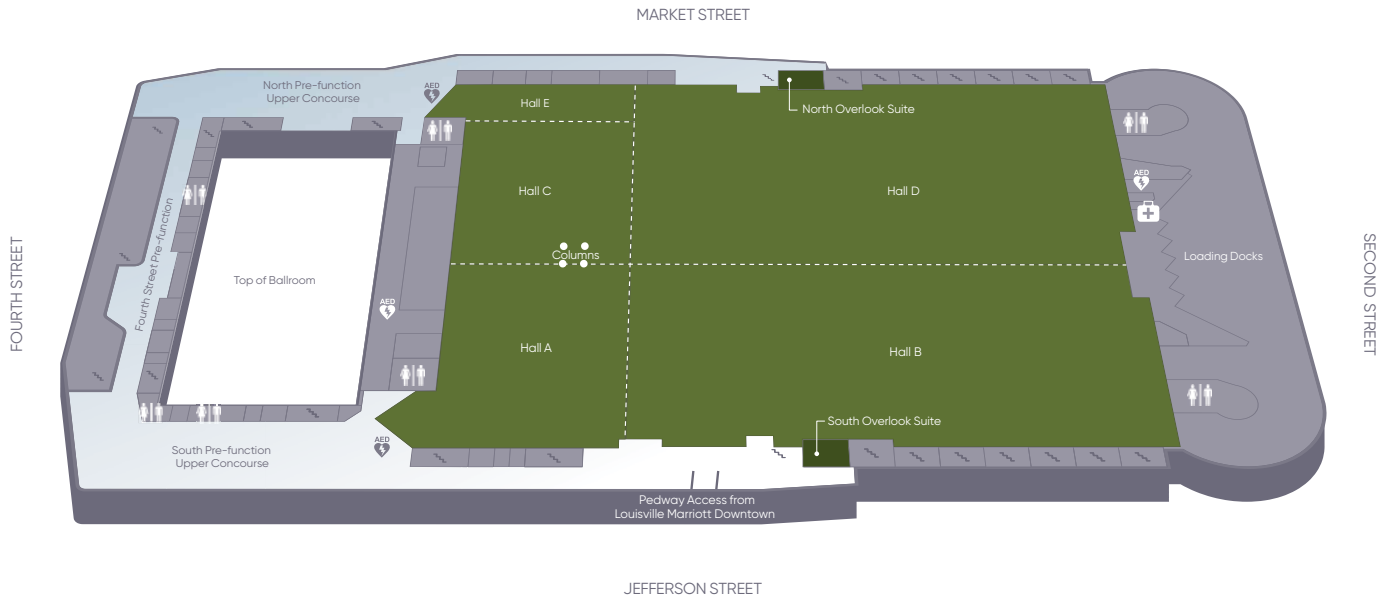 MARKET STREET
North Pre-function
Upper Concourse
AED
Hall E
North Overlook Suite
AED
Hall C
Hall D
Fourth Street Pre-function
FOURTH STREET
SECOND STREET
Columns
Loading Docks
Top of Ballroom
AED
Hall A
Hall B
South Overlook Suite
AED
South Pre-function
Upper Concourse
Pedway Access from
Louisville Marriott Downtown
JEFFERSON STREET